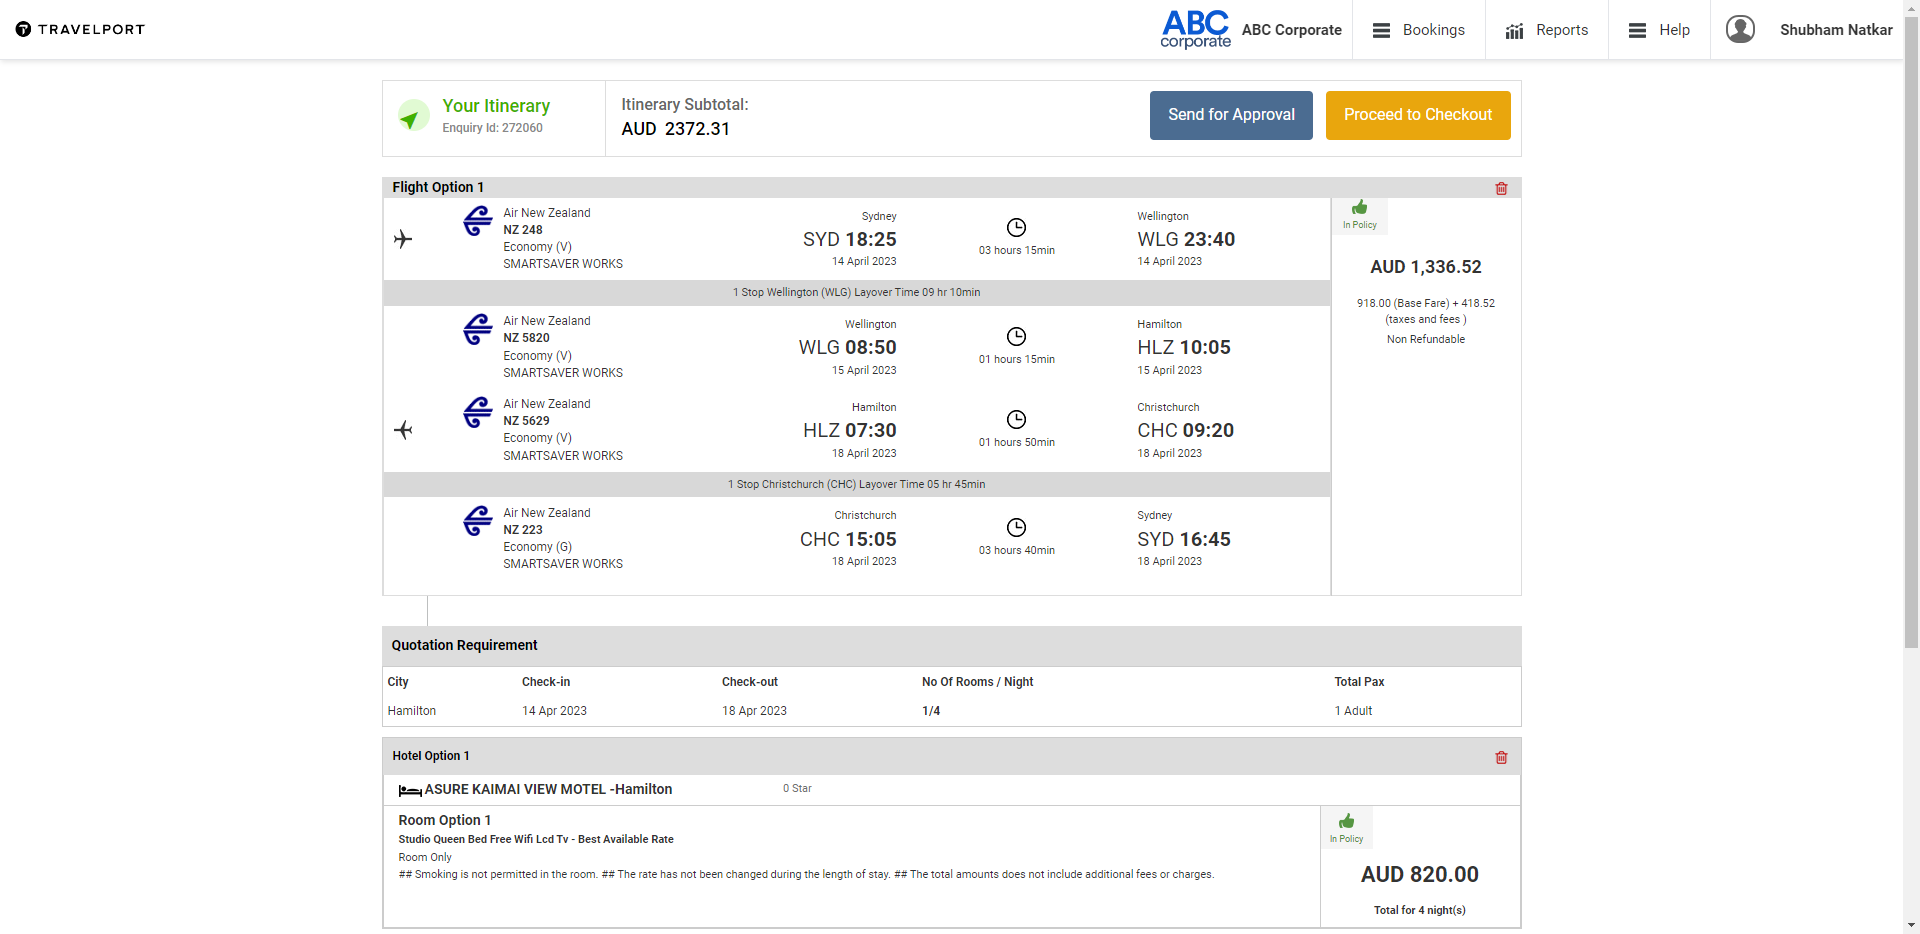 TRAVELPORT
ABC
corporate
ABC Corporate
Bookings
Reports
Help
Shubham Natkar
Your Itinerary
Enquiry Id: 272060
Itinerary Subtotal:
AUD 2372.31
Send for Approval
Proceed to Checkout
Flight Option 1
Air New Zealand
NZ 248
Economy (V)
SMARTSAVER WORKS
Sydney
SYD 18:25
14 April 2023
03 hours 15min
Wellington
WLG 23:40
14 April 2023
In Policy
AUD 1,336.52
918.00 (Base Fare) + 418.52
(taxes and fees )
Non Refundable
1 Stop Wellington (WLG) Layover Time 09 hr 10min
Air New Zealand
NZ 5820
Economy (V)
SMARTSAVER WORKS
Wellington
WLG 08:50
15 April 2023
01 hours 15min
Hamilton
HLZ 10:05
15 April 2023
Air New Zealand
NZ 5629
Economy (V)
SMARTSAVER WORKS
Hamilton
HLZ 07:30
18 April 2023
01 hours 50min
Christchurch
CHC 09:20
18 April 2023
1 Stop Christchurch (CHC) Layover Time 05 hr 45min
Air New Zealand
NZ 223
Economy (G)
SMARTSAVER WORKS
Christchurch
CHC 15:05
18 April 2023
03 hours 40min
Sydney
SYD 16:45
18 April 2023
Quotation Requirement
City Check-in Check-out No Of Rooms / Night Total Pax
Hamilton 14 Apr 2023 18 Apr 2023 1/4 1 Adult
Hotel Option 1
ASURE KAIMAI VIEW MOTEL -Hamilton
0 Star
Room Option 1
Studio Queen Bed Free Wifi Lcd Tv - Best Available Rate
Room Only
## Smoking is not permitted in the room. ## The rate has not been changed during the length of stay. ## The total amounts does not include additional fees or charges.
In Policy
AUD 820.00
Total for 4 night(s)